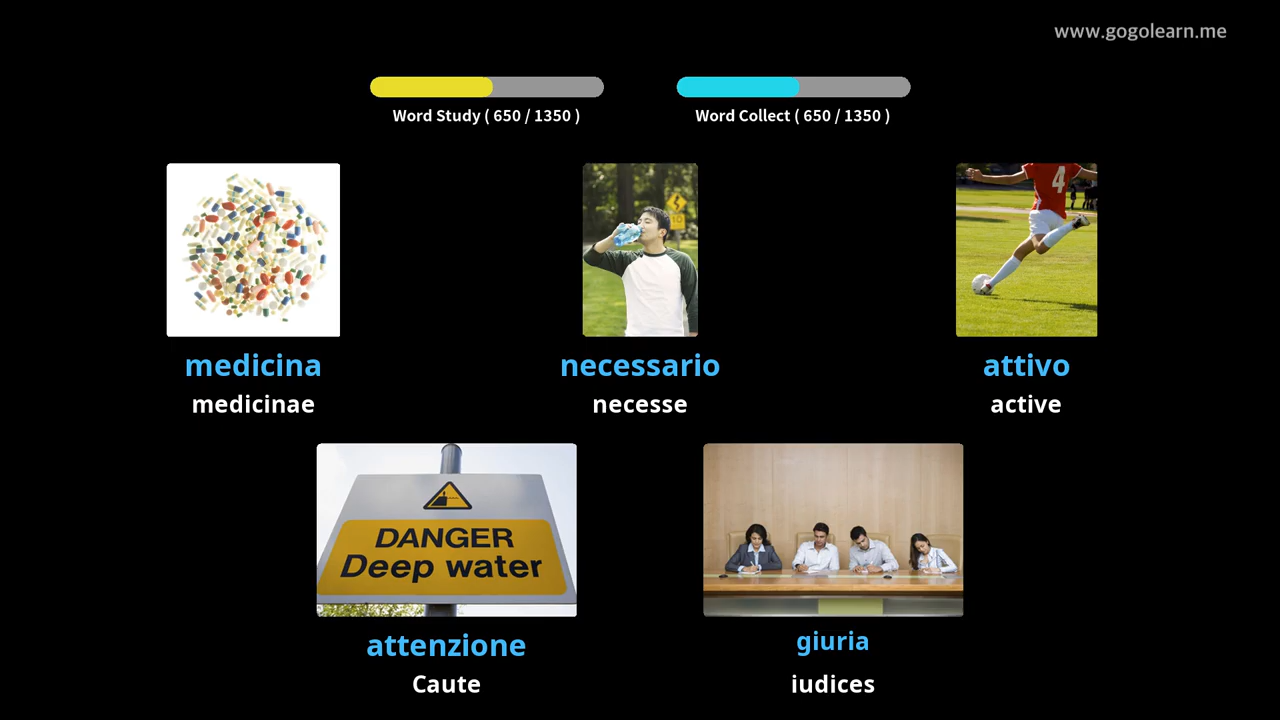 www.gogolearn.me
Word Study ( 650 / 1350 )
Word Collect ( 650 / 1350 )
4
medicina
necessario
attivo
medicinae
necesse
active
DANGER
Deep water
attenzione
giuria
Caute
iudices